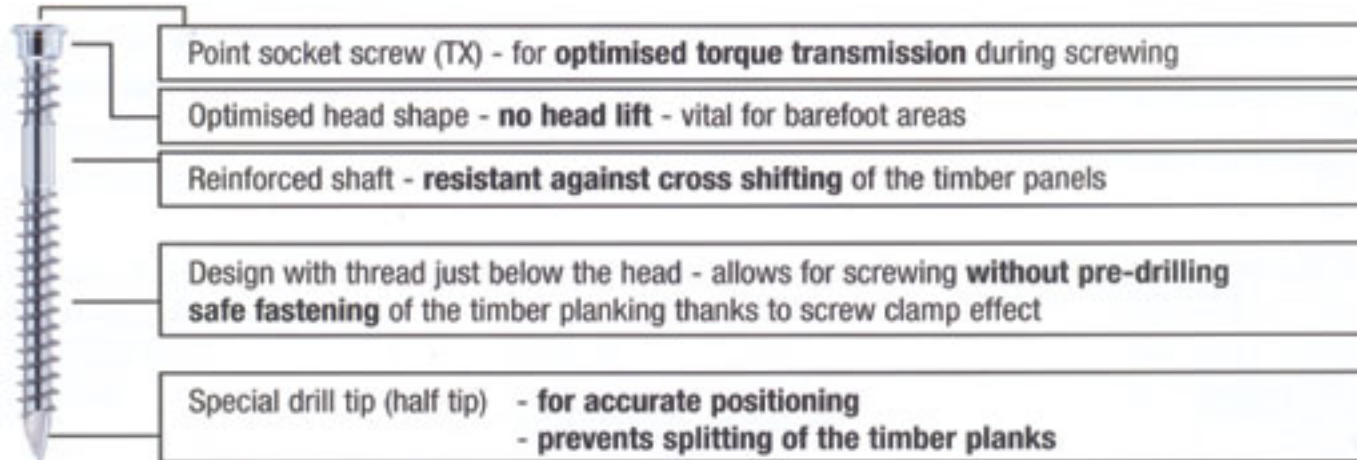 Point socket screw (TX) - for optimised torque transmission during screwing
Optimised head shape - no head lift - vital for barefoot areas
Reinforced shaft - resistant against cross shifting of the timber panels
Design with thread just below the head - allows for screwing without pre-drilling
safe fastening of the timber planking thanks to screw clamp effect
Special drill tip (half tip) - for accurate positioning
- prevents splitting of the timber planks